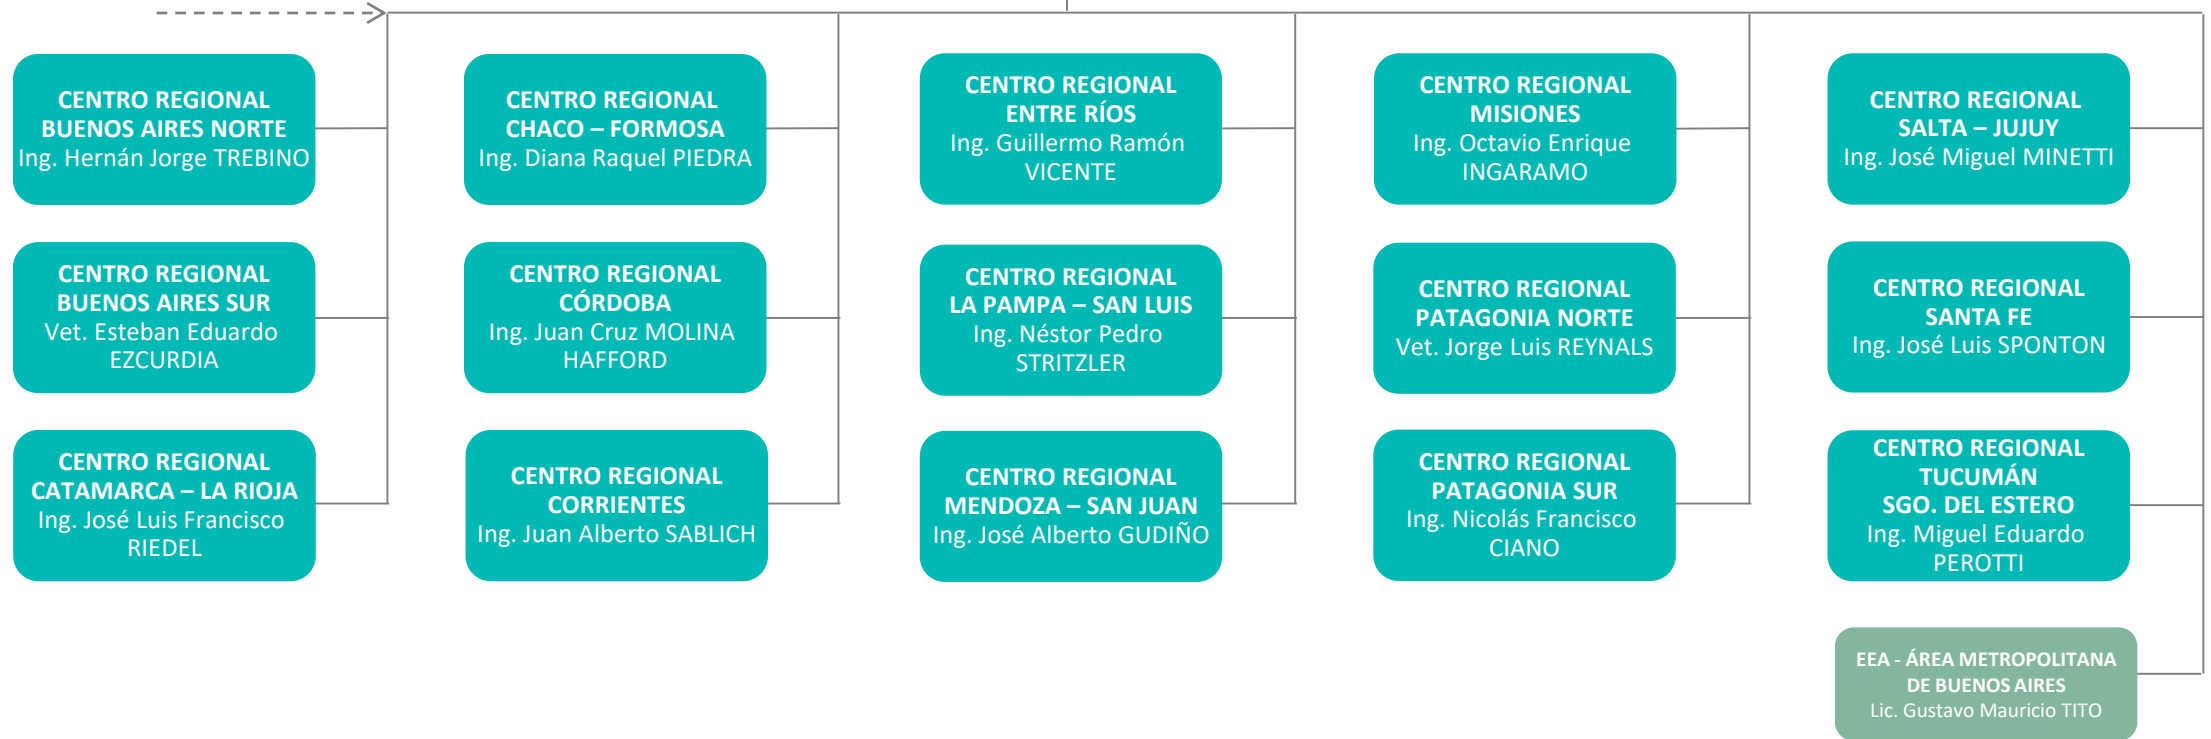 CENTRO REGIONAL
BUENOS AIRES NORTE
Ing. Hernán Jorge TREBINO
CENTRO REGIONAL
CHACO – FORMOSA
Ing. Diana Raquel PIEDRA
CENTRO REGIONAL
ENTRE RÍOS
Ing. Guillermo Ramón
VICENTE
CENTRO REGIONAL
MISIONES
Ing. Octavio Enrique
INGARAMO
CENTRO REGIONAL
SALTA – JUJUY
Ing. José Miguel MINETTI
CENTRO REGIONAL
BUENOS AIRES SUR
Vet. Esteban Eduardo
EZCURDIA
CENTRO REGIONAL
CÓRDOBA
Ing. Juan Cruz MOLINA
HAFFORD
CENTRO REGIONAL
LA PAMPA – SAN LUIS
Ing. Néstor Pedro
STRITZLER
CENTRO REGIONAL
PATAGONIA NORTE
Vet. Jorge Luis REYNALS
CENTRO REGIONAL
SANTA FE
Ing. José Luis SPONTON
CENTRO REGIONAL
CATAMARCA – LA RIOJA
Ing. José Luis Francisco
RIEDEL
CENTRO REGIONAL
CORRIENTES
Ing. Juan Alberto SABLICH
CENTRO REGIONAL
MENDOZA – SAN JUAN
Ing. José Alberto GUDIÑO
CENTRO REGIONAL
PATAGONIA SUR
Ing. Nicolás Francisco
CIANO
CENTRO REGIONAL
TUCUMÁN
SGO. DEL ESTERO
Ing. Miguel Eduardo
PEROTTI
EEA - ÁREA METROPOLITANA
DE BUENOS AIRES
Lic. Gustavo Mauricio TITO